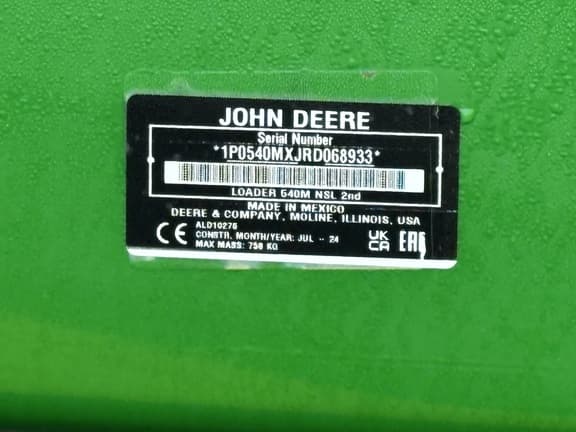 JOHN DEERE
Serial Number
*1P0540MXJRD068933*
LOADER 540M NSL 2nd
MADE IN MEXICO
DEERE & COMPANY, MOLINE, ILLINOIS, USA
ALD10276
CONSTR. MONTH/YEAR: JUL - 24
MAX MASS: 758 KG
CE
UK
CA
EAC